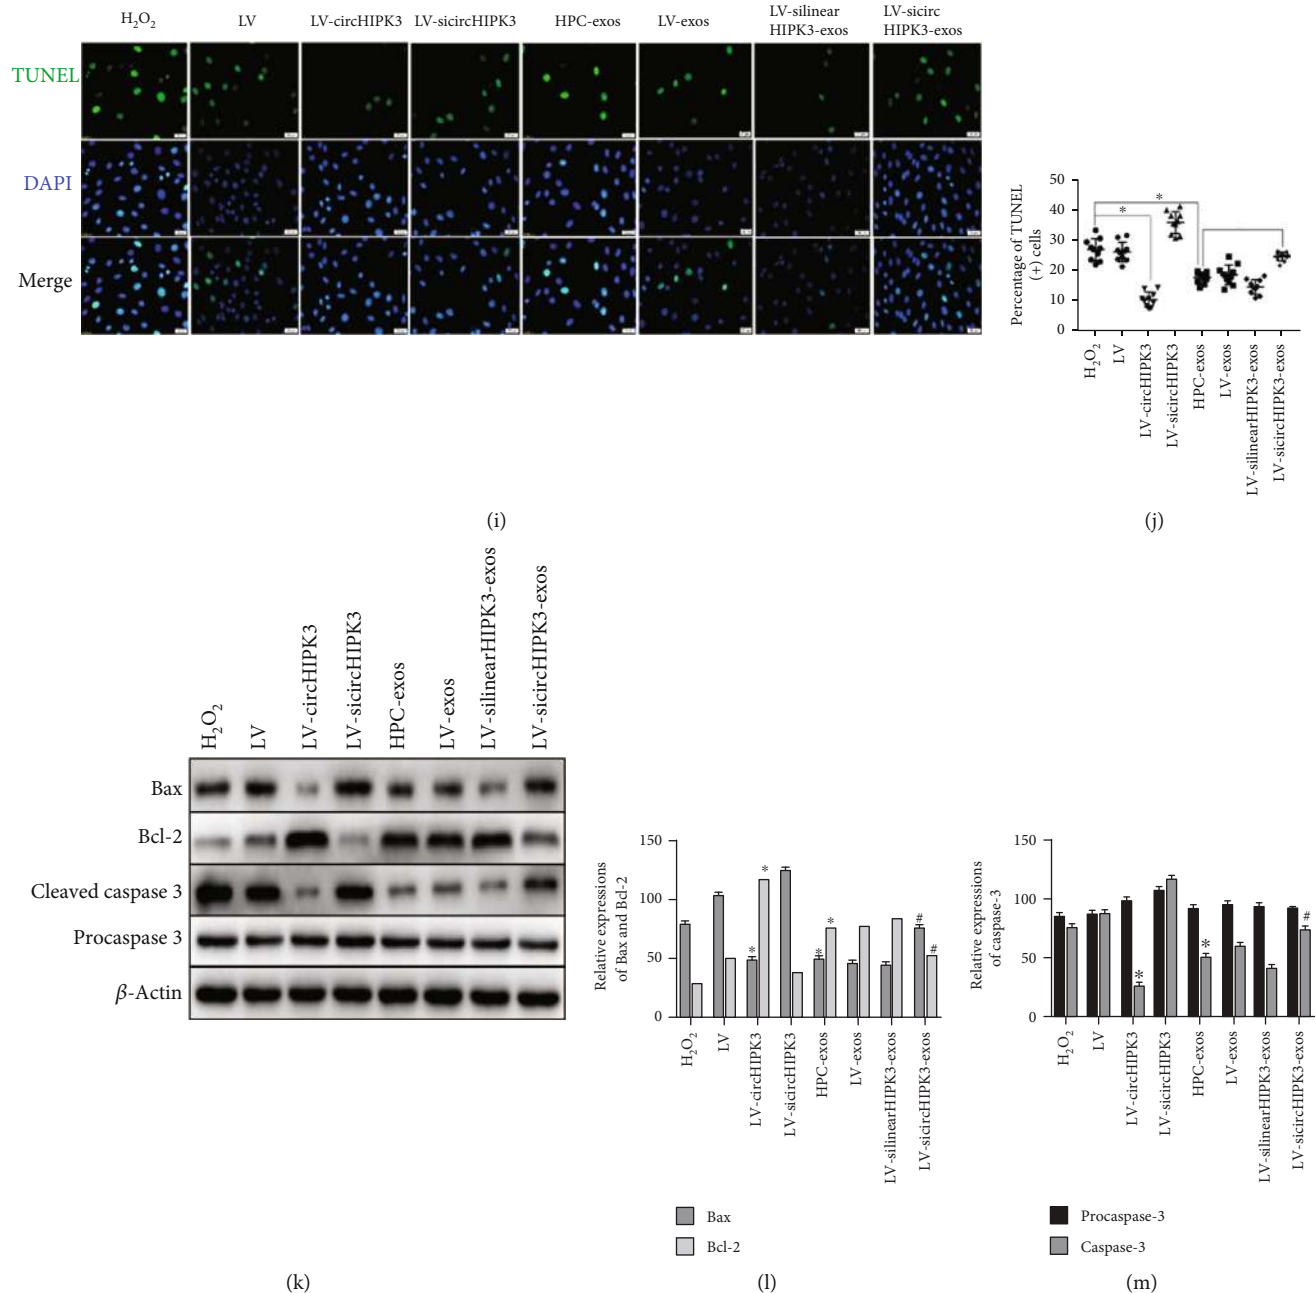 H₂O₂
LV
LV-circHIPK3
LV-sicircHIPK3
HPC-exos
LV-exos
LV-silinear
HIPK3-exos
LV-sicirc
HIPK3-exos
TUNEL
DAPI
Merge
(i)
Percentage of TUNEL
(+) cells
50
40
30
20
10
0
*
*
H₂O₂
LV
LV-circHIPK3
LV-sicircHIPK3
HPC-exos
LV-exos
LV-silinearHIPK3-exos
LV-sicircHIPK3-exos
(j)
H₂O₂
LV
LV-circHIPK3
LV-sicircHIPK3
HPC-exos
LV-exos
LV-silinearHIPK3-exos
LV-sicircHIPK3-exos
Bax
Bcl-2
Cleaved caspase 3
Procaspase 3
β-Actin
(k)
Relative expressions
of Bax and Bcl-2
150
100
50
0
*
*
*
*
#
#
H₂O₂
LV
LV-circHIPK3
LV-sicircHIPK3
HPC-exos
LV-exos
LV-silinearHIPK3-exos
LV-sicircHIPK3-exos
Bax
Bcl-2
(l)
Relative expressions
of caspase-3
150
100
50
0
*
*
#
H₂O₂
LV
LV-circHIPK3
LV-sicircHIPK3
HPC-exos
LV-exos
LV-silinearHIPK3-exos
LV-sicircHIPK3-exos
Procaspase-3
Caspase-3
(m)